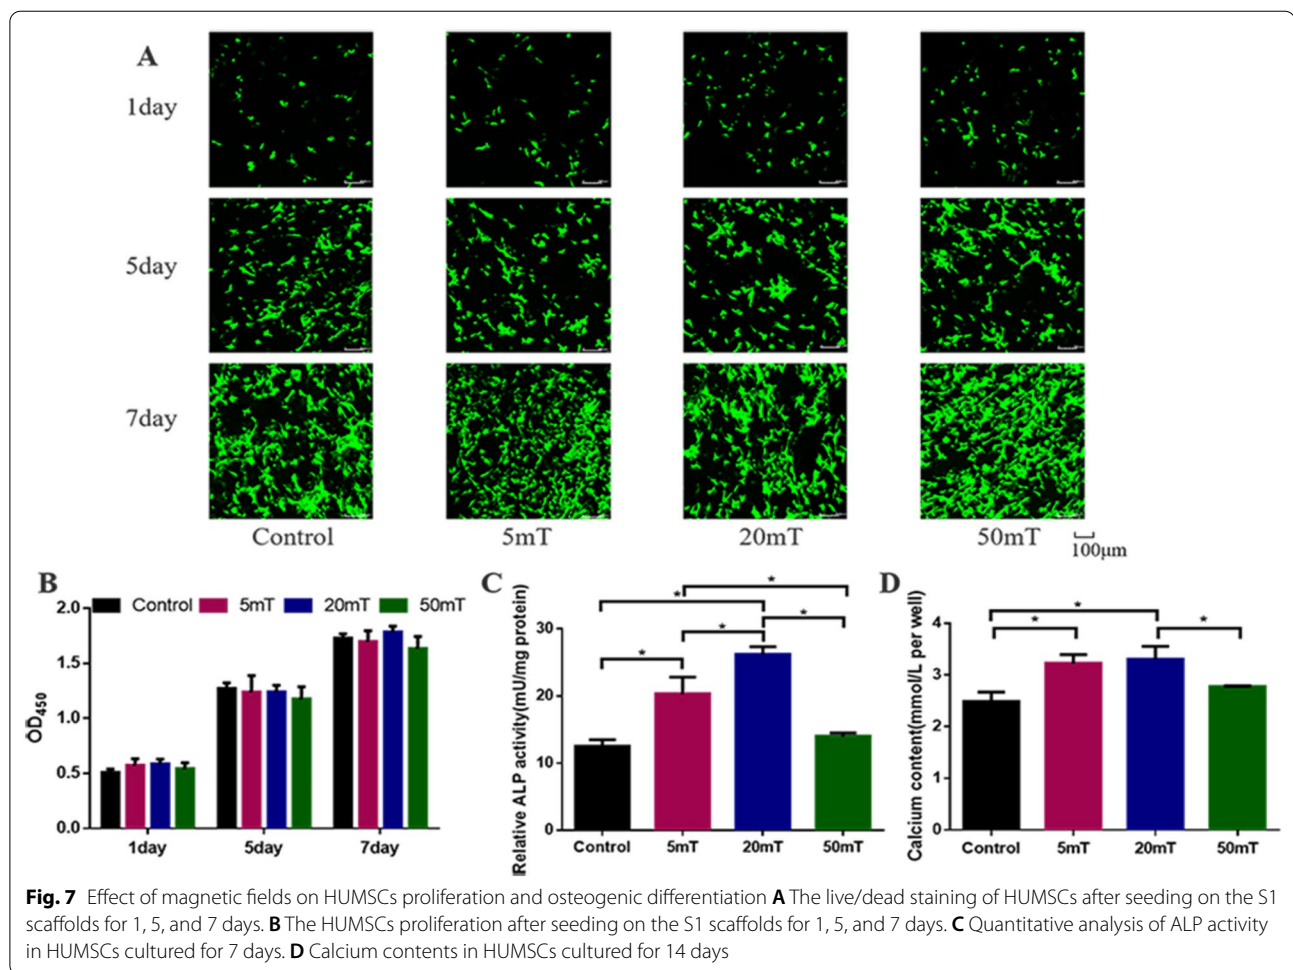 A
1day
5day
7day
Control 5mT 20mT 50mT 100μm
B
Control 5mT 20mT 50mT
OD450
2.0
1.5
1.0
0.5
0.0
1day 5day 7day
C
Relative ALP activity(mU/mg protein)
30
20
10
0
* * * * *
Control 5mT 20mT 50mT
D
Calcium content(mmol/L per well)
4
3
2
1
0
* * *
Control 5mT 20mT 50mT
Fig. 7 Effect of magnetic fields on HUMSCs proliferation and osteogenic differentiation A The live/dead staining of HUMSCs after seeding on the S1
scaffolds for 1, 5, and 7 days. B The HUMSCs proliferation after seeding on the S1 scaffolds for 1, 5, and 7 days. C Quantitative analysis of ALP activity
in HUMSCs cultured for 7 days. D Calcium contents in HUMSCs cultured for 14 days